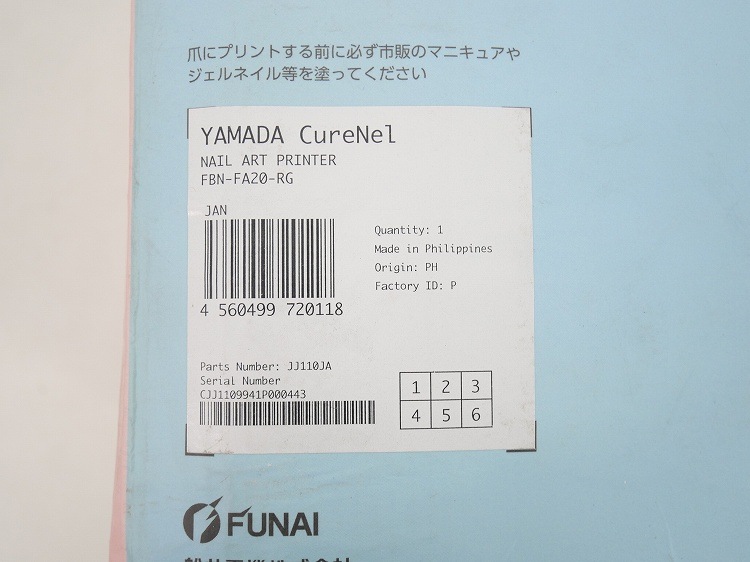 爪にプリントする前に必ず市販のマニキュアや
ジェルネイル等を塗ってください
YAMADA CureNel
NAIL ART PRINTER
FBN-FA20-RG
JAN
4 560499 720118
Quantity: 1
Made in Philippines
Origin: PH
Factory ID: P
Parts Number: JJ110JA
Serial Number
CJJ1109941P000443
1 2 3
4 5 6
FUNAI